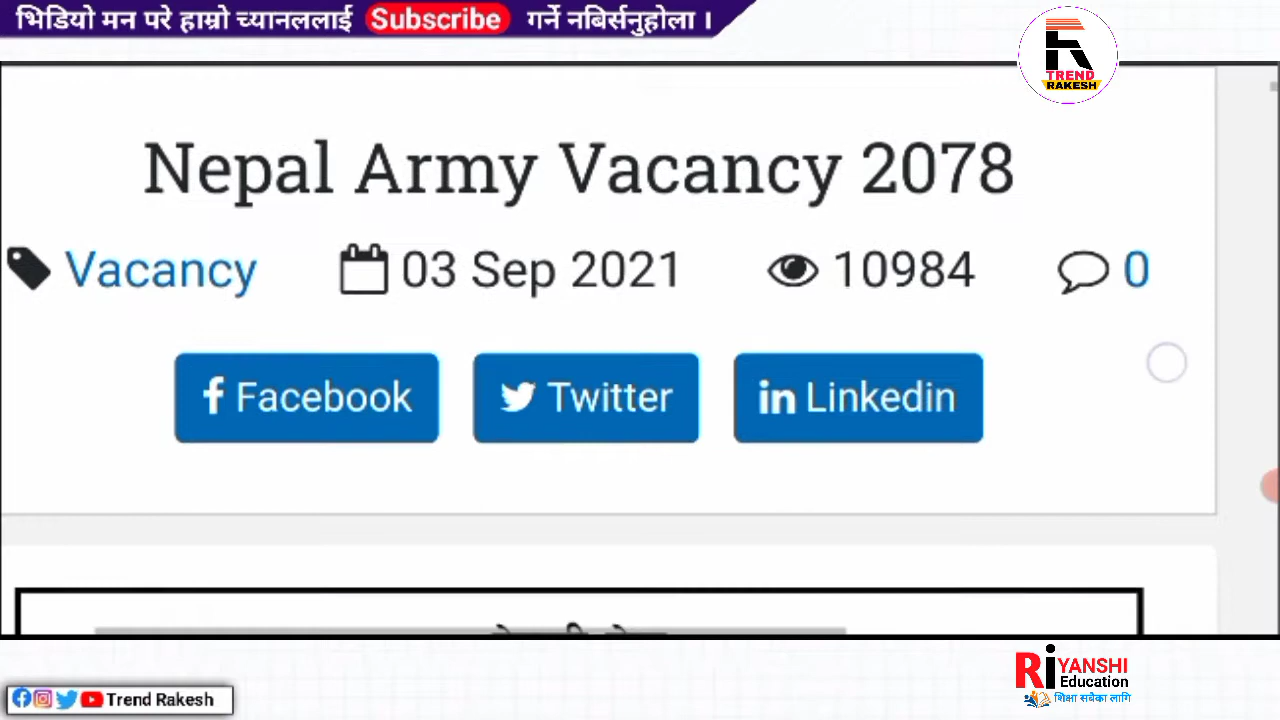 भिडियो मन परे हाम्रो च्यानललाई Subscribe गर्ने नबिर्सनुहोला ।
TREND
RAKESH
Nepal Army Vacancy 2078
Vacancy 03 Sep 2021 10984 0
Facebook Twitter Linkedin
RiYANSHI
Education
शिक्षा सबैका लागि
Trend Rakesh